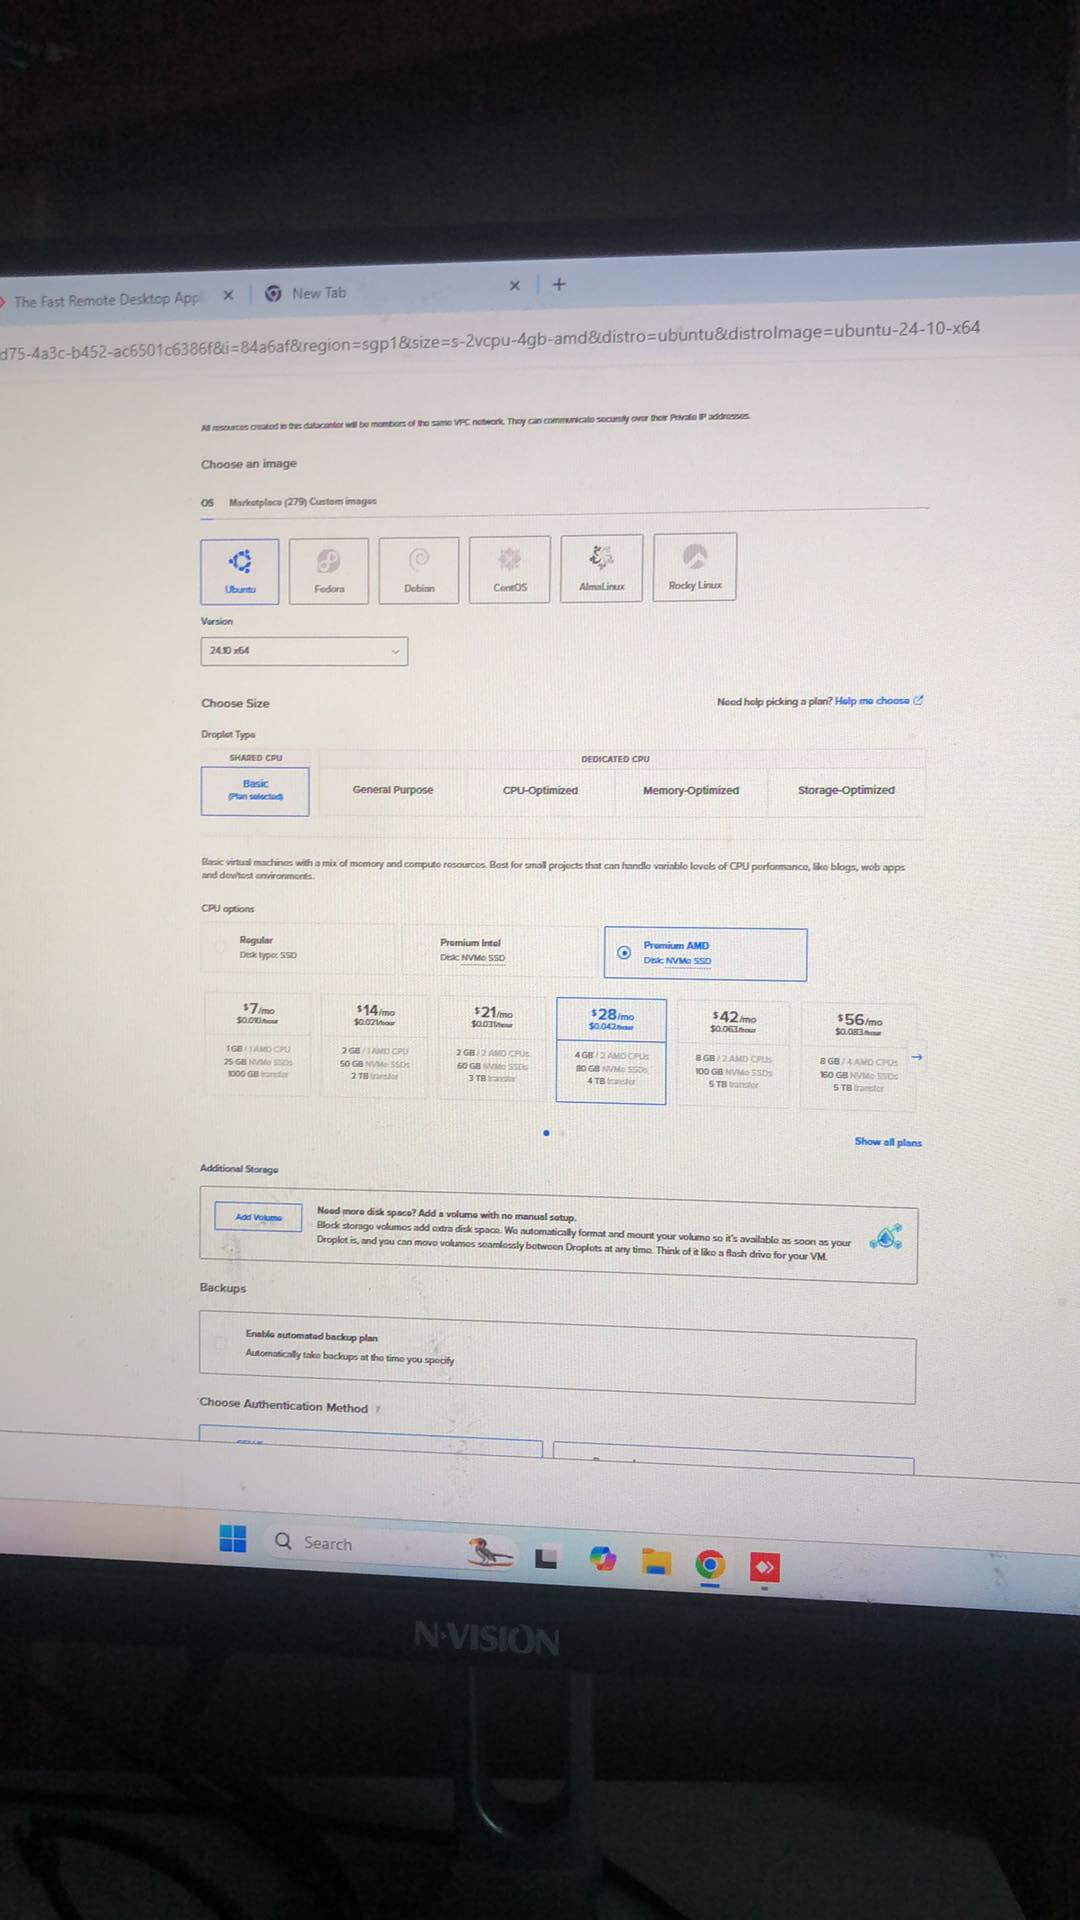 The Fast Remote Desktop App
New Tab
d75-4a3c-b452-ac6501c6386f&i=84a6af&region=sgp1&size=s-2vcpu-4gb-amd&distro=ubuntu&distroImage=ubuntu-24-10-x64
All resources created in this datacenter will be members of the same VPC network. They can communicate securely over their Private IP addresses.
Choose an image
OS Marketplace (279) Custom images
Ubuntu Fedora Debian CentOS AlmaLinux Rocky Linux
Version
24.10 x64
Choose Size
Need help picking a plan? Help me choose
Droplet Type
SHARED CPU DEDICATED CPU
Basic
(Plan selected)
General Purpose CPU-Optimized Memory-Optimized Storage-Optimized
Basic virtual machines with a mix of memory and compute resources. Best for small projects that can handle variable levels of CPU performance, like blogs, web apps
and dev/test environments.
CPU options
Regular
Disk type: SSD
Premium Intel
Disk: NVMe SSD
Premium AMD
Disk: NVMe SSD
$7/mo
$0.010/hour
1 GB / 1 AMD CPU
25 GB NVMe SSDs
1000 GB transfer
$14/mo
$0.021/hour
2 GB / 1 AMD CPU
50 GB NVMe SSDs
2 TB transfer
$21/mo
$0.031/hour
2 GB / 2 AMD CPUs
60 GB NVMe SSDs
3 TB transfer
$28/mo
$0.042/hour
4 GB / 2 AMD CPUs
80 GB NVMe SSDs
4 TB transfer
$42/mo
$0.063/hour
8 GB / 2 AMD CPUs
100 GB NVMe SSDs
5 TB transfer
$56/mo
$0.083/hour
8 GB / 4 AMD CPUs
160 GB NVMe SSDs
5 TB transfer
Show all plans
Additional Storage
Add Volume
Need more disk space? Add a volume with no manual setup.
Block storage volumes add extra disk space. We automatically format and mount your volume so it's available as soon as your
Droplet is, and you can move volumes seamlessly between Droplets at any time. Think of it like a flash drive for your VM.
Backups
Enable automated backup plan
Automatically take backups at the time you specify
Choose Authentication Method ?
Search
N-VISION